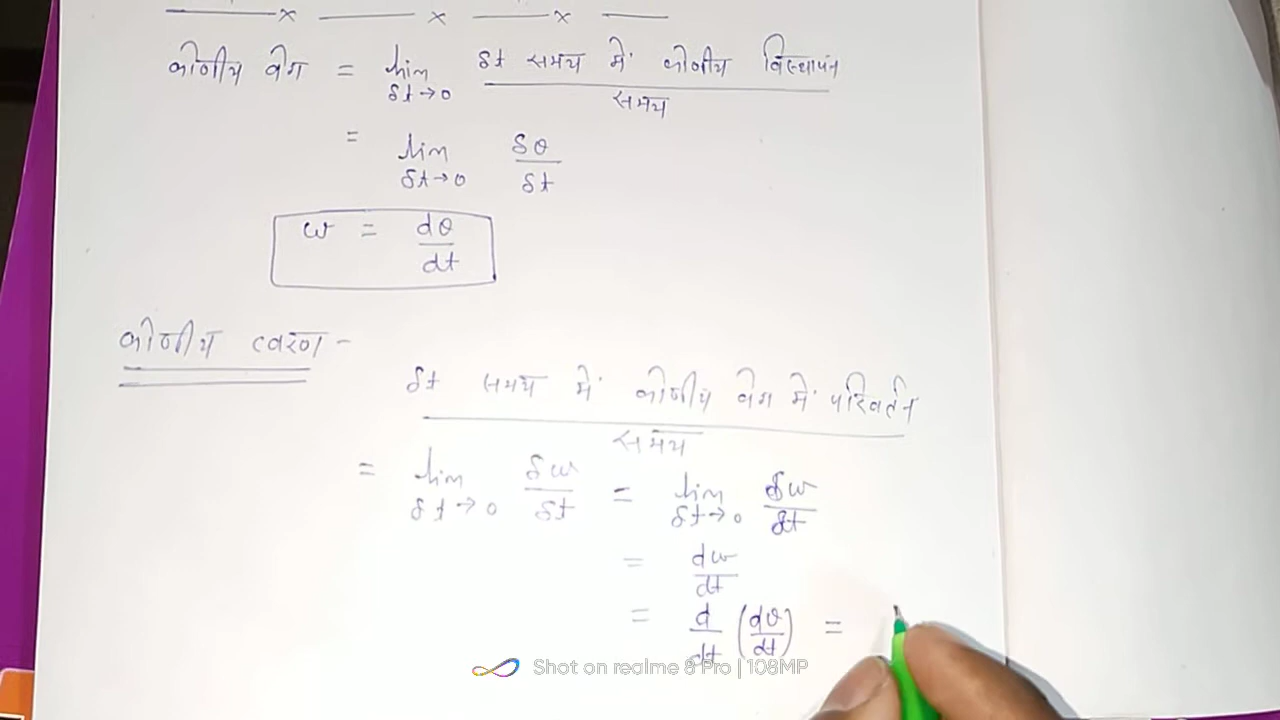 कोणीय वेग = lim δt→0 δt समय में कोणीय विस्थापन / समय
= lim δt→0 δθ / δt
ω = dθ / dt
कोणीय त्वरण -
δt समय में कोणीय वेग में परिवर्तन / समय
= lim δt→0 δω / δt = lim δt→0 δω / δt
= dω / dt
= d / dt (dθ / dt) =
Shot on realme 8 Pro | 108MP